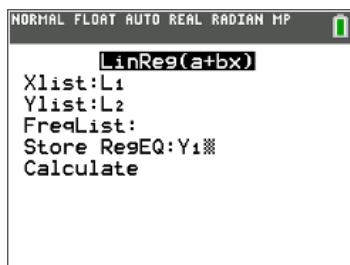 NORMAL FLOAT AUTO REAL RADIAN MP
LinReg(a+bx)
Xlist:L₁
Ylist:L₂
FreqList:
Store RegEQ:Y₁
Calculate